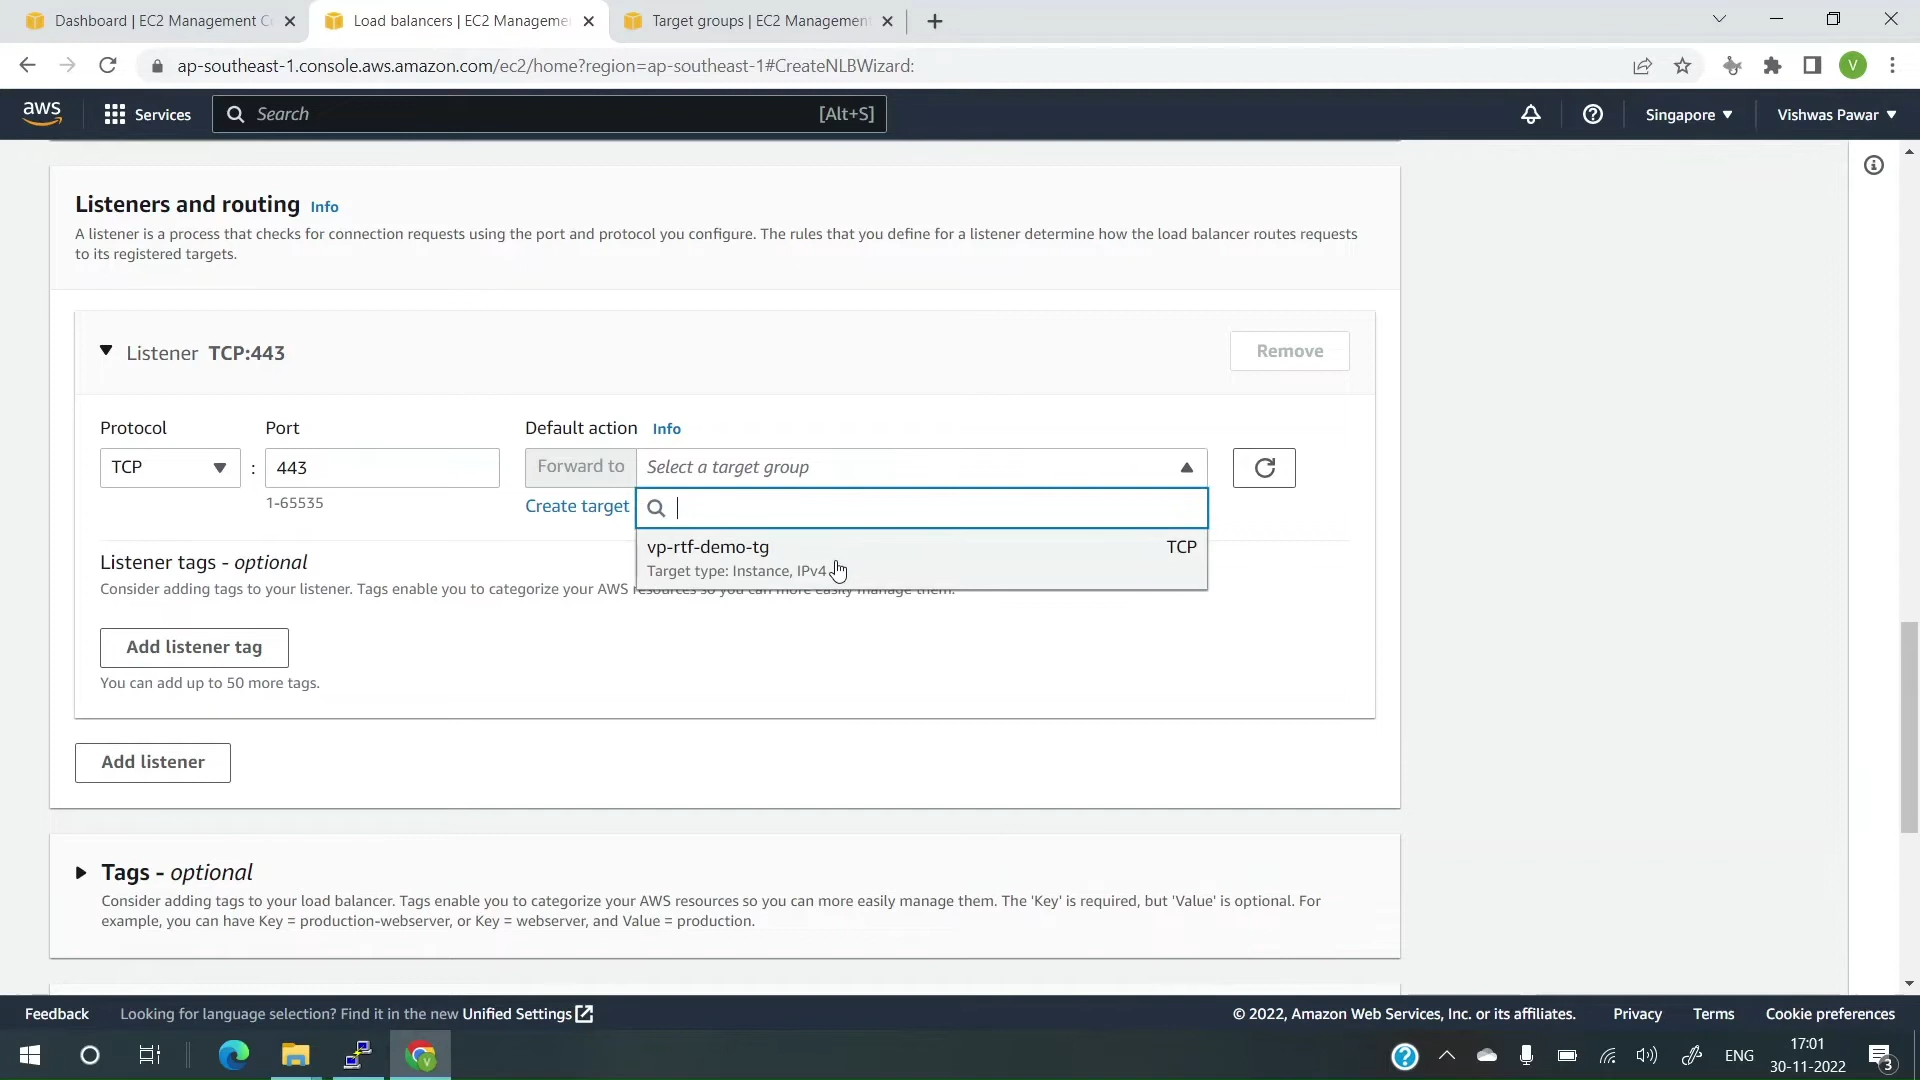 Dashboard | EC2 Management C
Load balancers | EC2 Manageme
Target groups | EC2 Management
ap-southeast-1.console.aws.amazon.com/ec2/home?region=ap-southeast-1#CreateNLBWizard:
V
aws
Services
Search
[Alt+S]
Singapore
Vishwas Pawar
Listeners and routing Info
A listener is a process that checks for connection requests using the port and protocol you configure. The rules that you define for a listener determine how the load balancer routes requests
to its registered targets.
Listener TCP:443
Remove
Protocol
Port
Default action Info
TCP
:
443
Forward to
Select a target group
1-65535
Create target
vp-rtf-demo-tg
TCP
Target type: Instance, IPv4
Listener tags - optional
Consider adding tags to your listener. Tags enable you to categorize your AWS resources so you can more easily manage them.
Add listener tag
You can add up to 50 more tags.
Add listener
Tags - optional
Consider adding tags to your load balancer. Tags enable you to categorize your AWS resources so you can more easily manage them. The 'Key' is required, but 'Value' is optional. For
example, you can have Key = production-webserver, or Key = webserver, and Value = production.
Feedback
Looking for language selection? Find it in the new Unified Settings
© 2022, Amazon Web Services, Inc. or its affiliates.
Privacy
Terms
Cookie preferences
ENG
17:01
30-11-2022
3